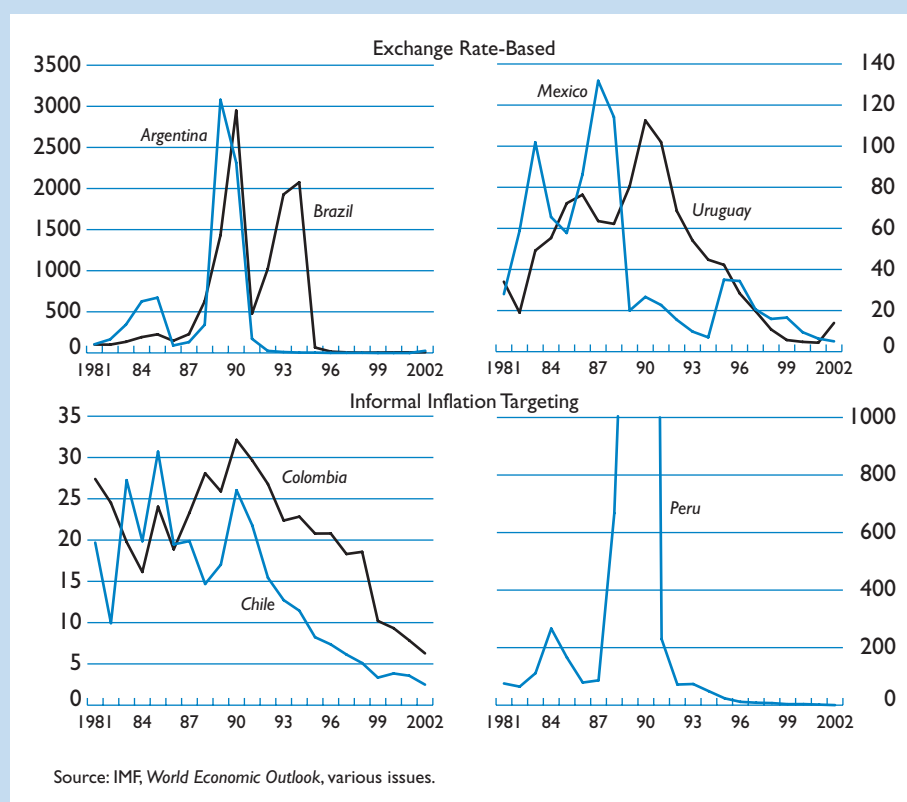 Exchange Rate-Based
3500
3000
2500
2000
1500
1000
500
0
Argentina
Brazil
1981 84 87 90 93 96 99 2002
140
120
100
80
60
40
20
0
Mexico
Uruguay
1981 84 87 90 93 96 99 2002
Informal Inflation Targeting
35
30
25
20
15
10
5
0
Colombia
Chile
1981 84 87 90 93 96 99 2002
1000
800
600
400
200
0
Peru
1981 84 87 90 93 96 99 2002
Source: IMF, World Economic Outlook, various issues.